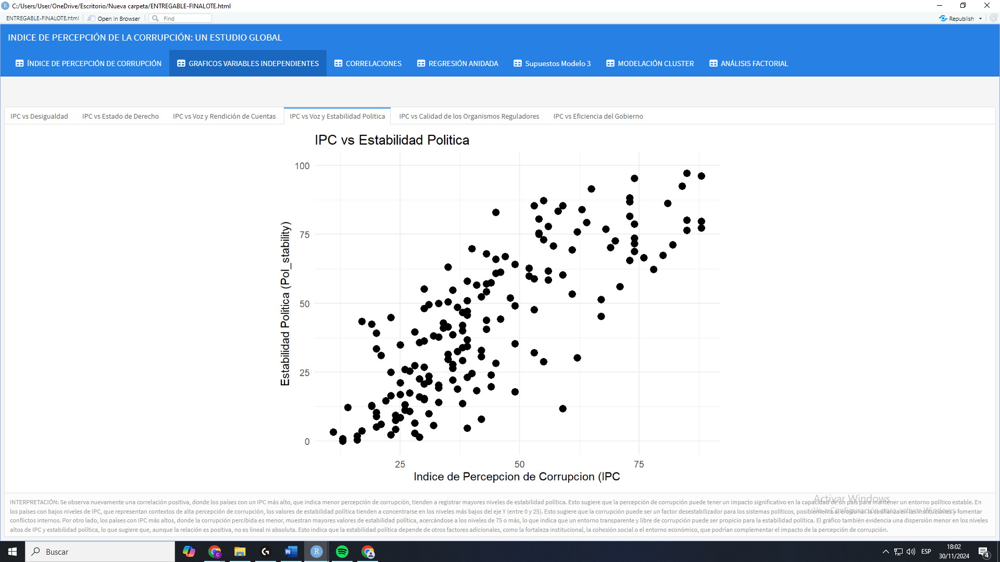 C:/Users/User/OneDrive/Escritorio/Nueva carpeta/ENTREGABLE-FINALOTE.html
ENTREGABLE-FINALOTE.html Open in Browser Find Republish
INDICE DE PERCEPCIÓN DE LA CORRUPCIÓN: UN ESTUDIO GLOBAL
ÍNDICE DE PERCEPCIÓN DE CORRUPCIÓN GRAFICOS VARIABLES INDEPENDIENTES CORRELACIONES REGRESIÓN ANIDADA Supuestos Modelo 3 MODELACIÓN CLUSTER ANÁLISIS FACTORIAL
IPC vs Desigualdad IPC vs Estado de Derecho IPC vs Voz y Rendición de Cuentas IPC vs Voz y Estabilidad Politica IPC vs Calidad de los Organismos Reguladores IPC vs Eficiencia del Gobierno
IPC vs Estabilidad Politica
Estabilidad Politica (Pol_stability)
100
75
50
25
0
25 50 75
Indice de Percepcion de Corrupcion (IPC
INTERPRETACIÓN: Se observa nuevamente una correlación positiva, donde los países con un IPC más alto, que indica menor percepción de corrupción, tienden a registrar mayores niveles de estabilidad política. Esto sugiere que la percepción de corrupción puede tener un impacto significativo en la capacidad de un país para mantener un entorno político estable. En
los países con bajos niveles de IPC, que representan contextos de alta percepción de corrupción, los valores de estabilidad política tienden a concentrarse en los niveles más bajos del eje Y (entre 0 y 25). Esto sugiere que la corrupción puede ser un factor desestabilizador para los sistemas políticos, posiblemente al erosionar la confianza en las instituciones y fomentar
conflictos internos. Por otro lado, los países con IPC más altos, donde la corrupción percibida es menor, muestran mayores valores de estabilidad política, acercándose a los niveles de 75 o más, lo que indica que un entorno transparente y libre de corrupción puede ser propicio para la estabilidad política. El gráfico también evidencia una dispersión menor en los niveles
altos de IPC y estabilidad política, lo que sugiere que, aunque la relación es positiva, no es lineal ni absoluta. Esto indica que la estabilidad política depende de otros factores adicionales, como la fortaleza institucional, la cohesión social o el entorno económico, que podrían complementar el impacto de la percepción de corrupción.
Activar Windows
Ve a Configuración para activar Windows.
Buscar
ESP
18:02
30/11/2024
4